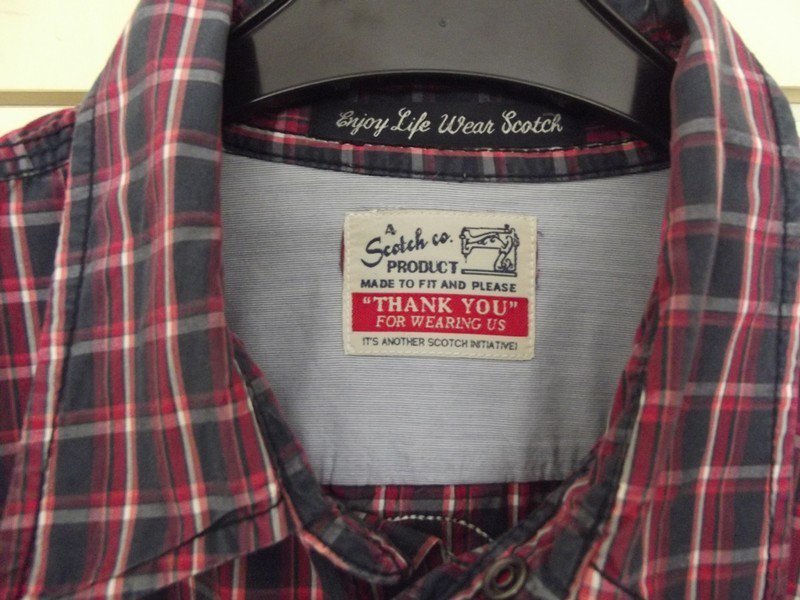 Enjoy Life Wear Scotch
A
Scotch co.
PRODUCT
MADE TO FIT AND PLEASE
"THANK YOU"
FOR WEARING US
IT'S ANOTHER SCOTCH INITIATIVE!